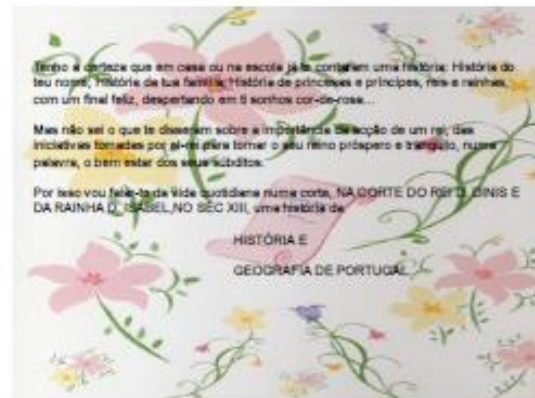 Tenho a certeza que em casa ou na escola já te contaram uma história: História do
teu nome, História da tua família, História de princesas e príncipes, reis e rainhas,
com um final feliz, despertando em ti sonhos cor-de-rosa...
Mas não sei o que te disseram sobre a importância da acção de um rei, das
iniciativas tomadas por el-rei para tornar o seu reino próspero e tranquilo, numa
palavra, o bem estar dos seus súbditos.
Por isso vou falar-te da vida quotidiana numa corte, NA CORTE DO REI D. DINIS E
DA RAINHA D. ISABEL,NO SÉC XIII, uma história da
HISTÓRIA E
GEOGRAFIA DE PORTUGAL.